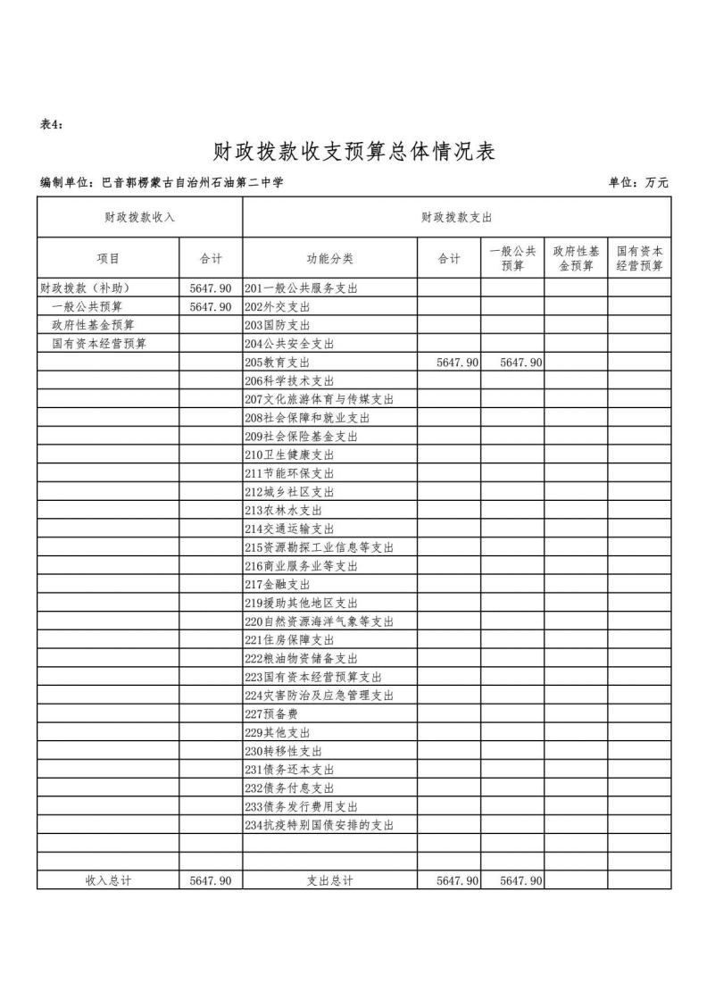 表4：
财政拨款收支预算总体情况表
编制单位：巴音郭楞蒙古自治州石油第二中学 单位：万元
财政拨款收入 财政拨款支出
项目 合计 功能分类 合计 一般公共预算 政府性基金预算 国有资本经营预算
财政拨款（补助） 5647.90 201一般公共服务支出
一般公共预算 5647.90 202外交支出
政府性基金预算 203国防支出
国有资本经营预算 204公共安全支出
205教育支出 5647.90 5647.90
206科学技术支出
207文化旅游体育与传媒支出
208社会保障和就业支出
209社会保险基金支出
210卫生健康支出
211节能环保支出
212城乡社区支出
213农林水支出
214交通运输支出
215资源勘探工业信息等支出
216商业服务业等支出
217金融支出
219援助其他地区支出
220自然资源海洋气象等支出
221住房保障支出
222粮油物资储备支出
223国有资本经营预算支出
224灾害防治及应急管理支出
227预备费
229其他支出
230转移性支出
231债务还本支出
232债务付息支出
233债务发行费用支出
234抗疫特别国债安排的支出
收入总计 5647.90 支出总计 5647.90 5647.90